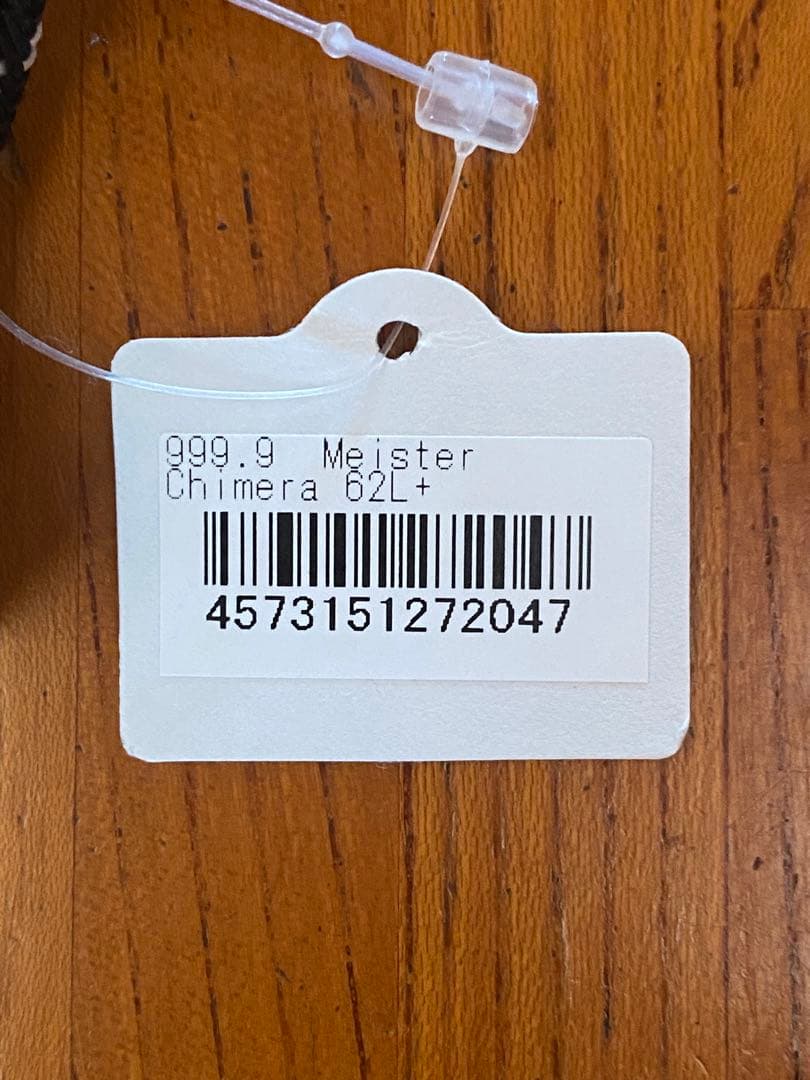 999.9 Meister
Chimera 62L+
4573151272047